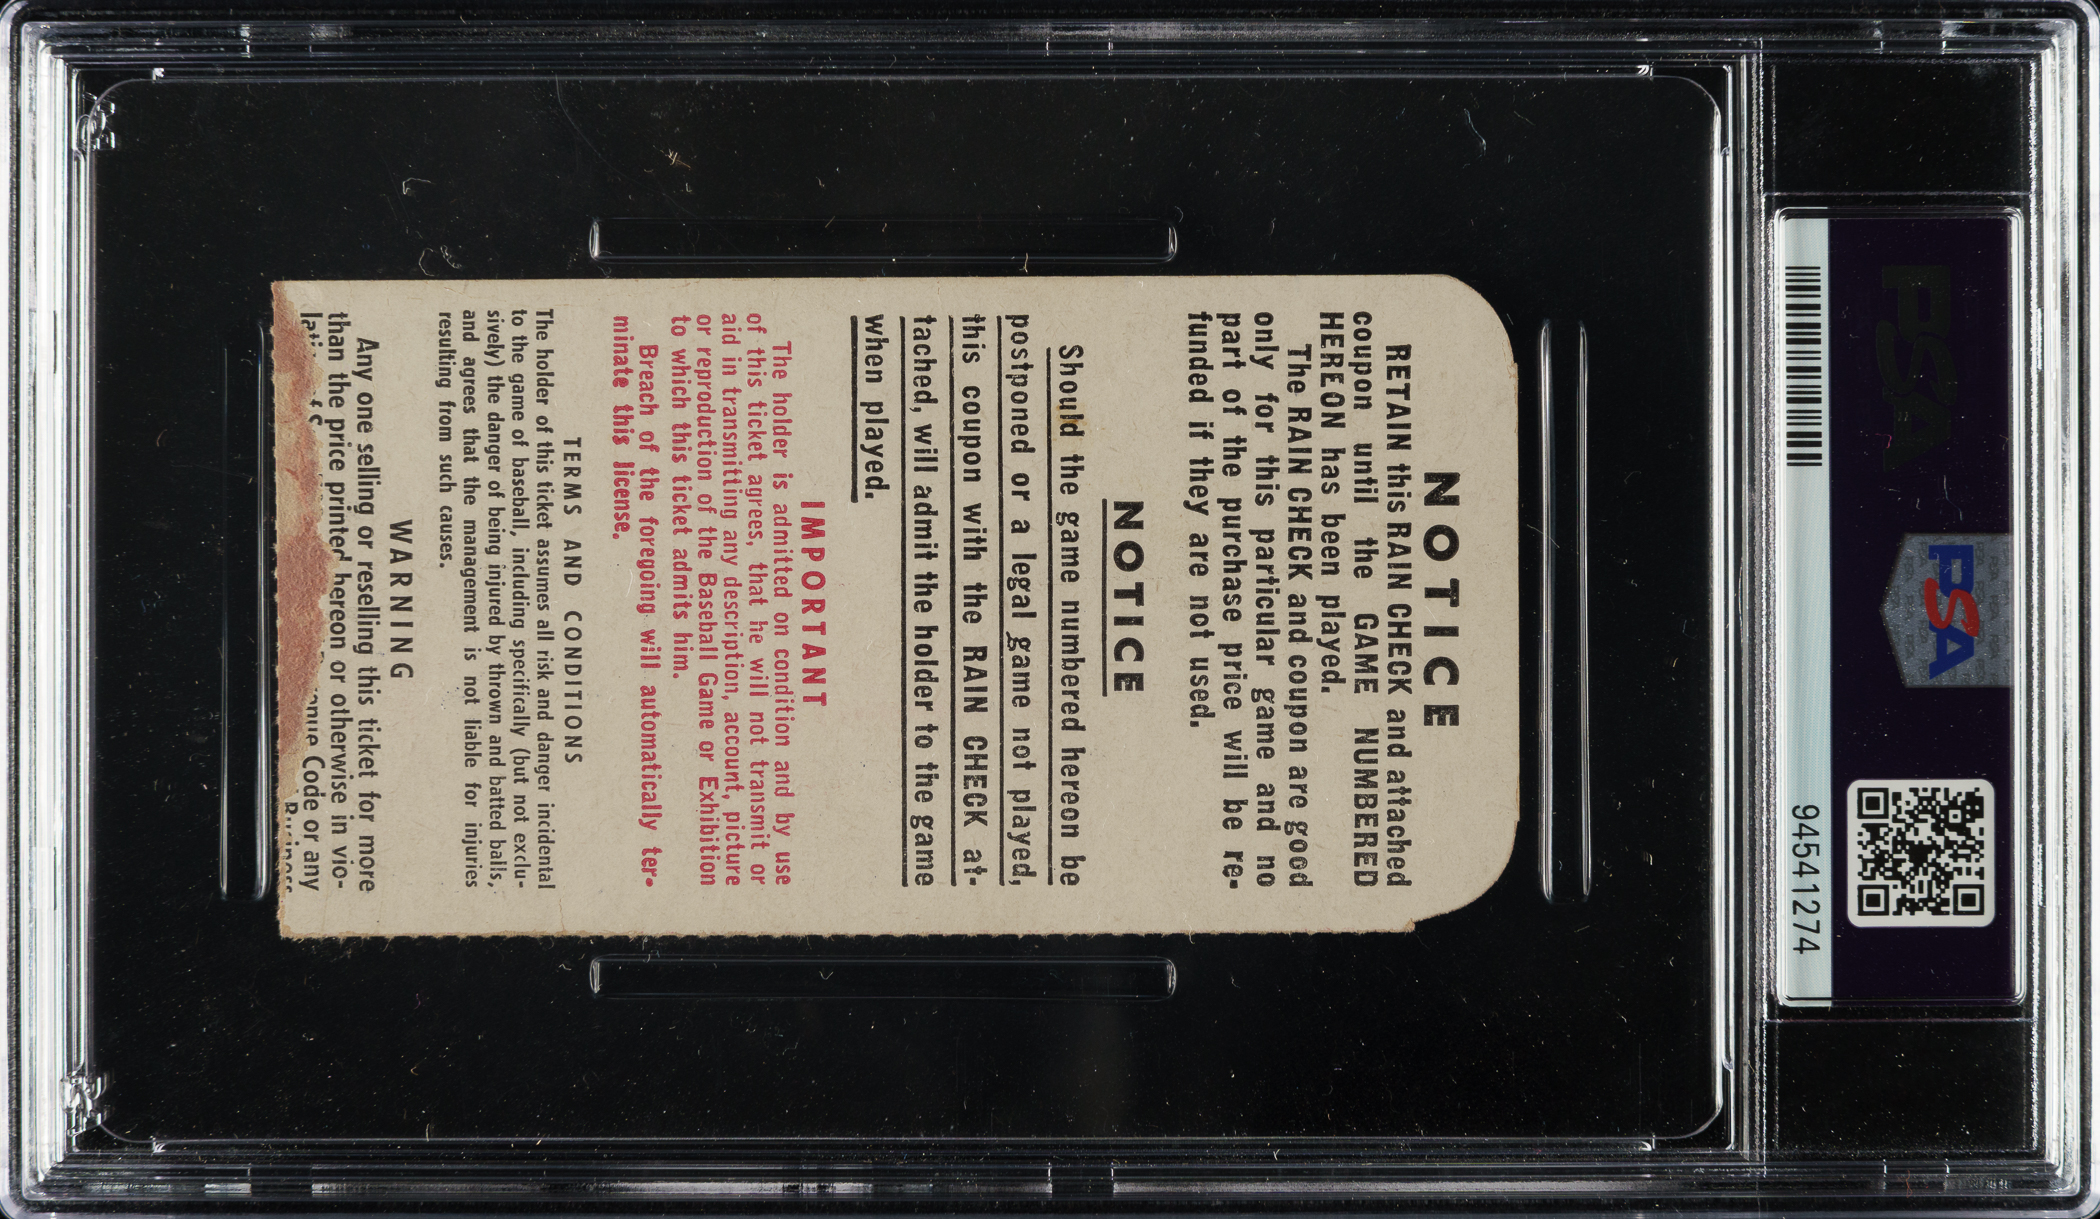 NOTICE
RETAIN this RAIN CHECK and attached
coupon until the GAME NUMBERED
HEREON has been played.
The RAIN CHECK and coupon are good
only for this particular game and no
part of the purchase price will be re-
funded if they are not used.
NOTICE
Should the game numbered hereon be
postponed or a legal game not played,
this coupon with the RAIN CHECK at-
tached, will admit the holder to the game
when played.
IMPORTANT
The holder is admitted on condition and by use
of this ticket agrees, that he will not transmit or
aid in transmitting any description, account, picture
or reproduction of the Baseball Game or Exhibition
to which this ticket admits him.
Breach of the foregoing will automatically ter-
minate this license.
TERMS AND CONDITIONS
The holder of this ticket assumes all risk and danger incidental
to the game of baseball, including specifically (but not exclu-
sively) the danger of being injured by thrown and batted balls,
and agrees that the management is not liable for injuries
resulting from such causes.
WARNING
Any one selling or reselling this ticket for more
than the price printed hereon or otherwise in vio-
Code or any
PSA
PSA
94541274